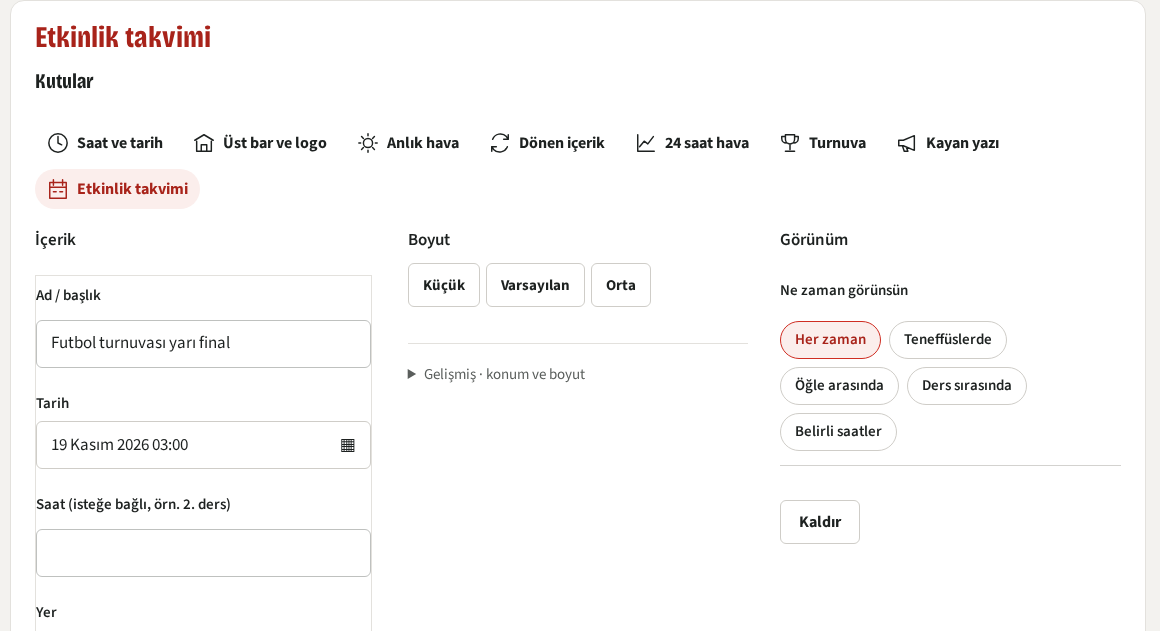 Etkinlik takvimi
Kutular
Saat ve tarih
Üst bar ve logo
Anlık hava
Dönen içerik
24 saat hava
Turnuva
Kayan yazı
Etkinlik takvimi
İçerik
Ad / başlık
Futbol turnuvası yarı final
Tarih
19 Kasım 2026 03:00
Saat (isteğe bağlı, örn. 2. ders)
Yer
Boyut
Küçük
Varsayılan
Orta
Gelişmiş · konum ve boyut
Görünüm
Ne zaman görünsün
Her zaman
Teneffüslerde
Öğle arasında
Ders sırasında
Belirli saatler
Kaldır